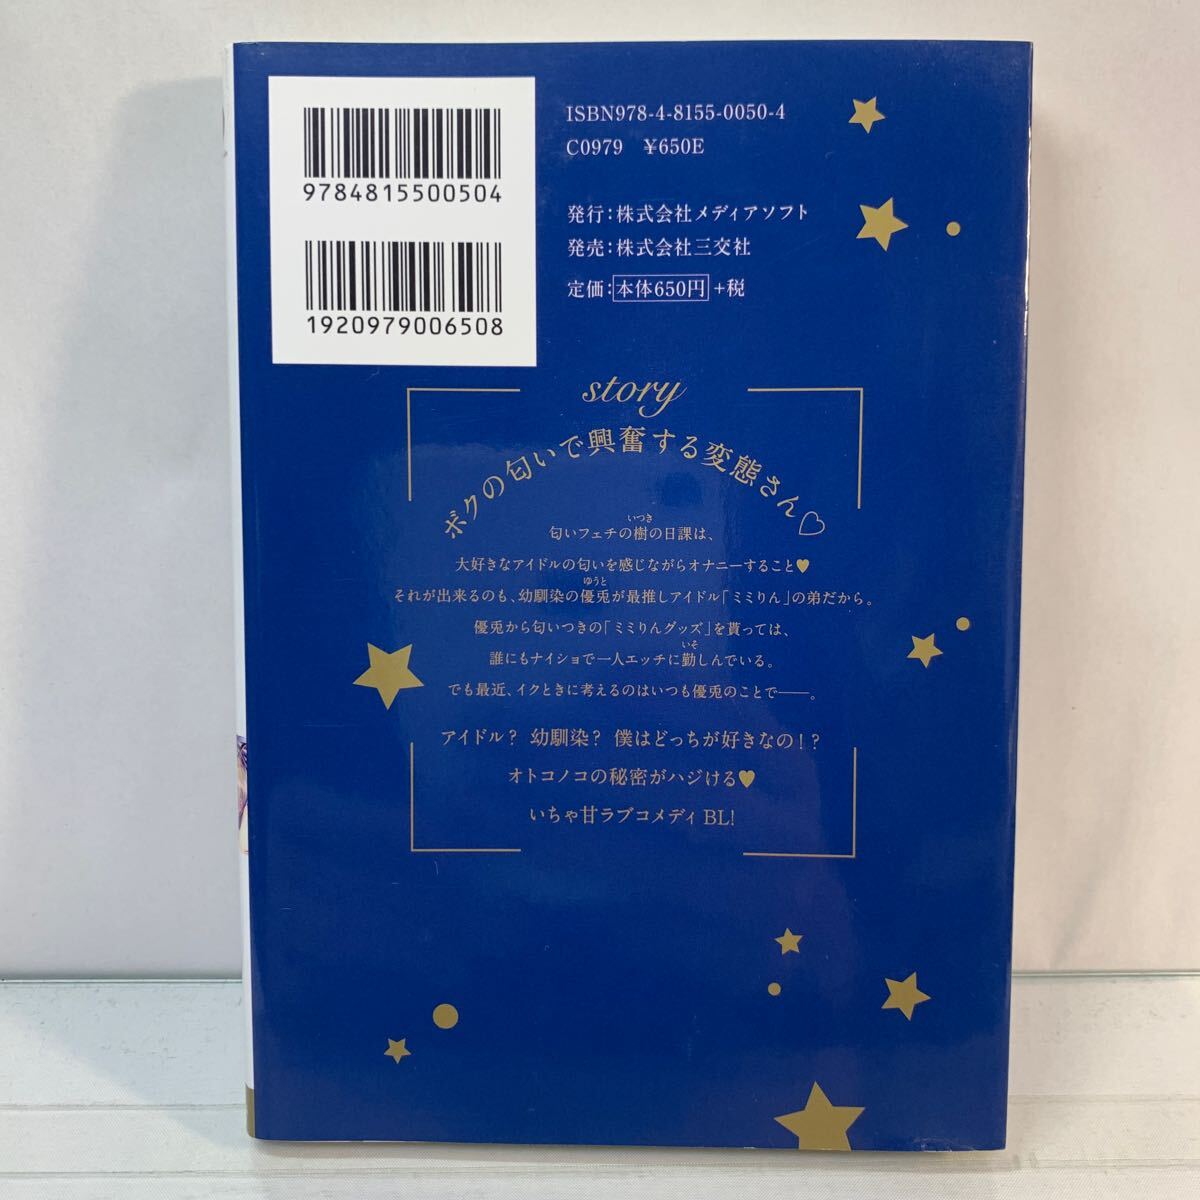 9784815500504
1920979006508
ISBN978-4-8155-0050-4
C0979 ¥650E
発行：株式会社メディアソフト
発売：株式会社三交社
定価：本体650円+税
story
ボクの匂いで興奮する変態さん♡
いつき
匂いフェチの樹の日課は、
大好きなアイドルの匂いを感じながらオナニーすること♥
ゆうと
それが出来るのも、幼馴染の優兎が最推しアイドル「ミミりん」の弟だから。
優兎から匂いつきの「ミミりんグッズ」を貰っては、
いそ
誰にもナイショで一人エッチに勤しんでいる。
でも最近、イクときに考えるのはいつも優兎のことで――。
アイドル？ 幼馴染？ 僕はどっちが好きなの！？
オトコノコの秘密がハジける♥
いちゃ甘ラブコメディBL！